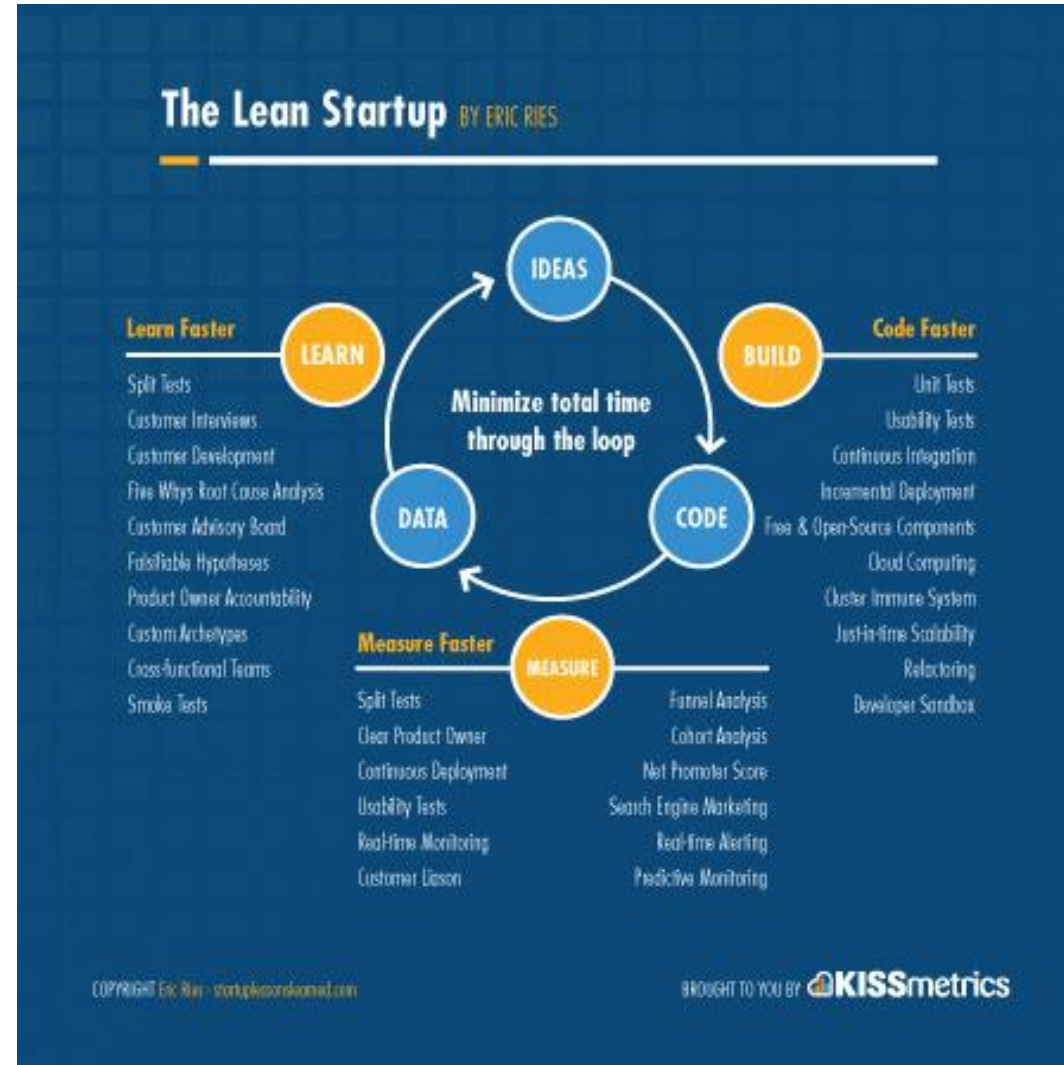 The Lean Startup BY ERIC RIES
IDEAS
LEARN
BUILD
Minimize total time
through the loop
DATA
CODE
MEASURE
Learn Faster
Split Tests
Customer Interviews
Customer Development
Five Whys Root Cause Analysis
Customer Advisory Board
Falsifiable Hypotheses
Product Owner Accountability
Custom Archetypes
Cross-functional Teams
Smoke Tests
Code Faster
Unit Tests
Usability Tests
Continuous Integration
Incremental Deployment
Free & Open-Source Components
Cloud Computing
Cluster Immune System
Just-in-time Scalability
Refactoring
Developer Sandbox
Measure Faster
Split Tests
Clear Product Owner
Continuous Deployment
Usability Tests
Real-time Monitoring
Customer Liason
Funnel Analysis
Cohort Analysis
Net Promoter Score
Search Engine Marketing
Real-time Alerting
Predictive Monitoring
COPYRIGHT Eric Ries - startuplessonslearned.com
BROUGHT TO YOU BY KISSmetrics